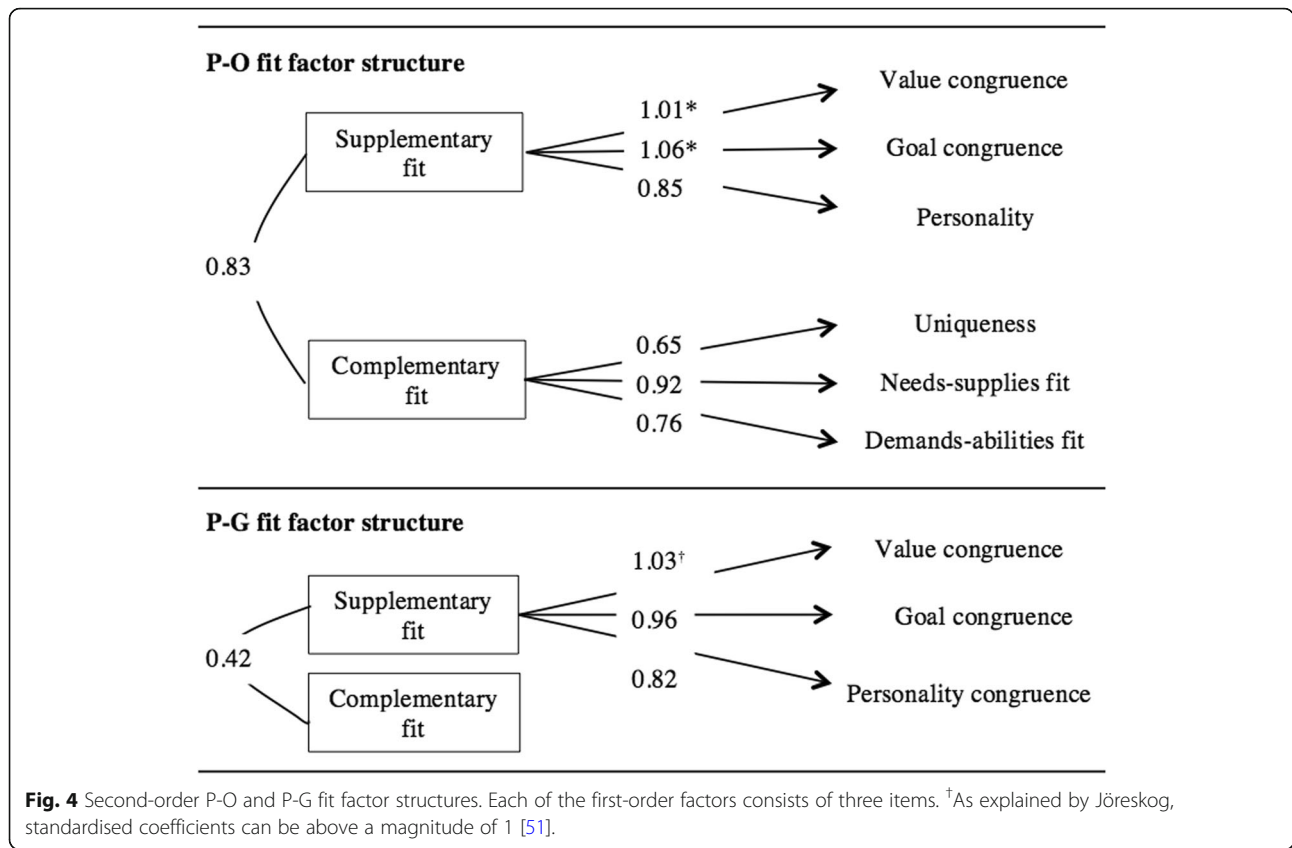 P-O fit factor structure
Value congruence
1.01*
Supplementary
fit
1.06*
Goal congruence
0.85
Personality
0.83
Uniqueness
0.65
Complementary
fit
0.92
Needs-supplies fit
0.76
Demands-abilities fit
P-G fit factor structure
Value congruence
1.03†
Supplementary
fit
0.96
Goal congruence
0.42
0.82
Personality congruence
Complementary
fit
Fig. 4 Second-order P-O and P-G fit factor structures. Each of the first-order factors consists of three items. †As explained by Jöreskog,
standardised coefficients can be above a magnitude of 1 [51].